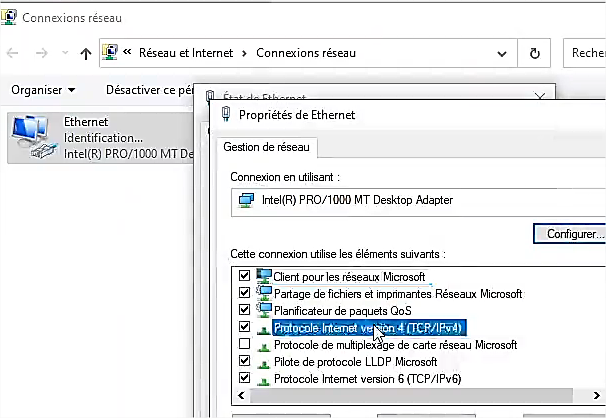 Connexions réseau
« Réseau et Internet > Connexions réseau
Reche
Organiser
Désactiver ce pé
État de Ethernet
Ethernet
Identification...
Intel(R) PRO/1000 MT De
Propriétés de Ethernet
Gestion de réseau
Connexion en utilisant :
Intel(R) PRO/1000 MT Desktop Adapter
Configurer...
Cette connexion utilise les éléments suivants :
Client pour les réseaux Microsoft
Partage de fichiers et imprimantes Réseaux Microsoft
Planificateur de paquets QoS
Protocole Internet version 4 (TCP/IPv4)
Protocole de multiplexage de carte réseau Microsoft
Pilote de protocole LLDP Microsoft
Protocole Internet version 6 (TCP/IPv6)